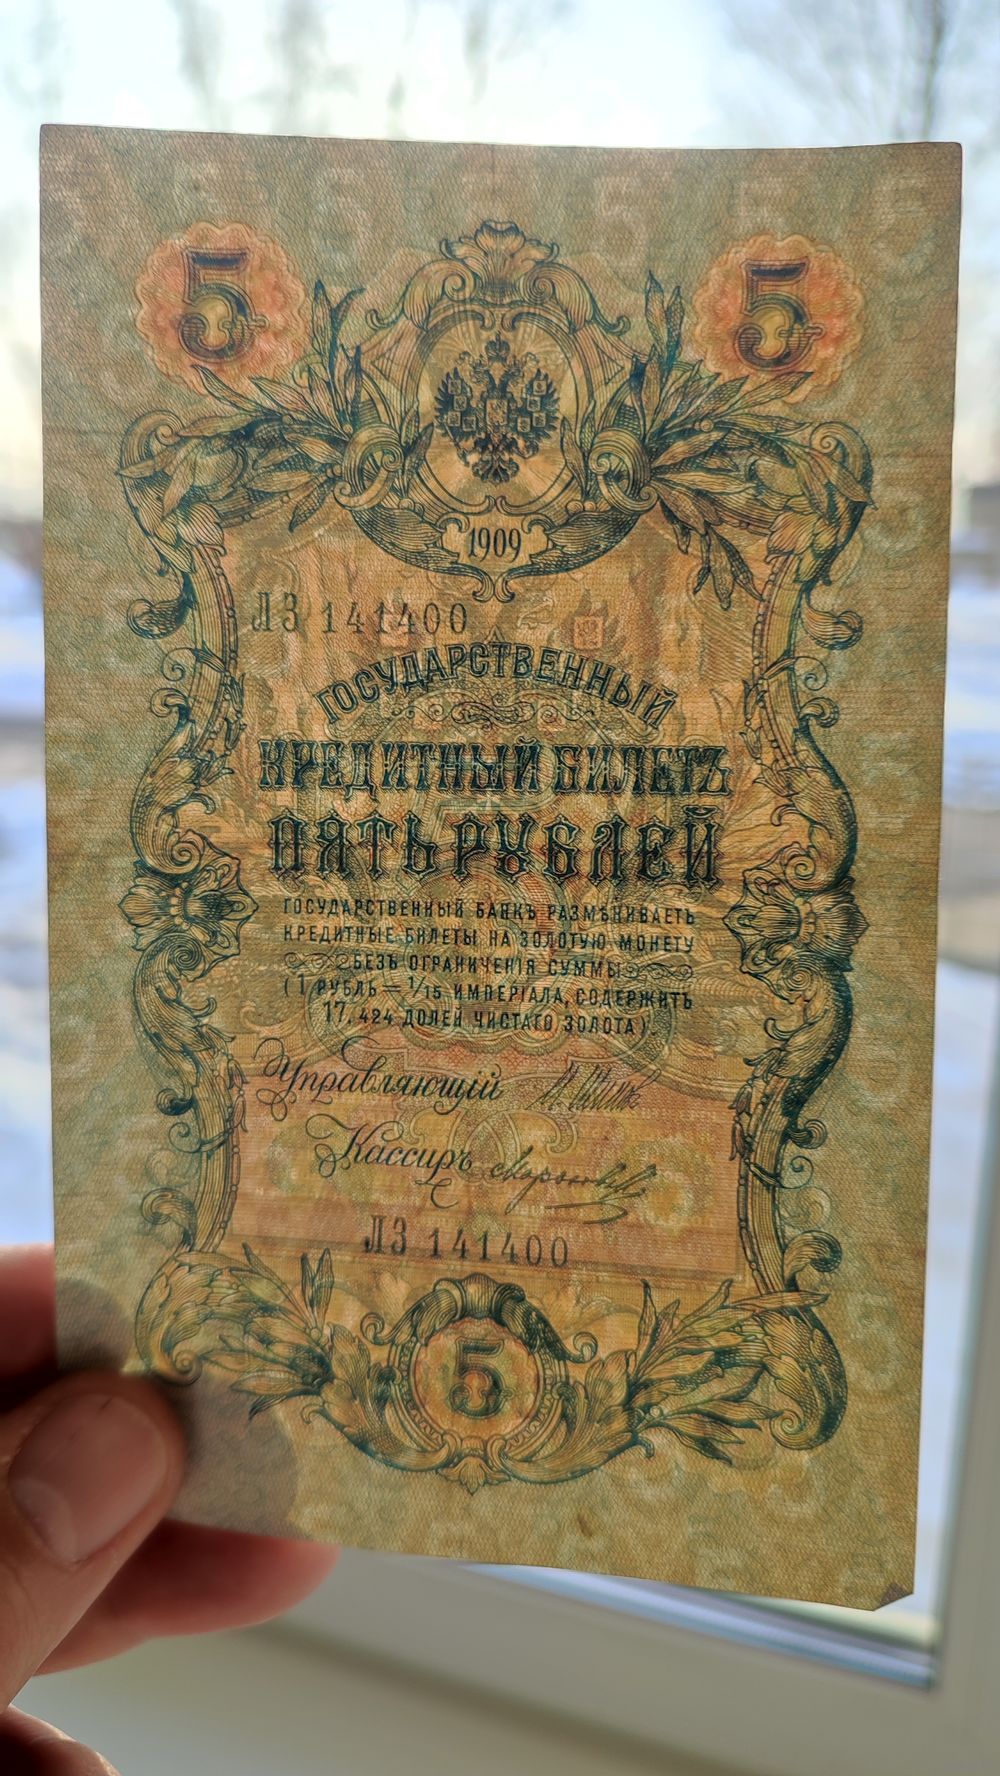 5 5
1909
ЛЗ 141400
ГОСУДАРСТВЕННЫЙ
КРЕДИТНЫЙ БИЛЕТЪ
ПЯТЬ РУБЛЕЙ
ГОСУДАРСТВЕННЫЙ БАНКЪ РАЗМѢНИВАЕТЪ
КРЕДИТНЫЕ БИЛЕТЫ НА ЗОЛОТУЮ МОНЕТУ
БЕЗЪ ОГРАНИЧЕНІЯ СУММЫ
(1 РУБЛЬ = 1/15 ИМПЕРІАЛА, СОДЕРЖИТЪ
17,424 ДОЛЕЙ ЧИСТАГО ЗОЛОТА).
Управляющій
Кассиръ
ЛЗ 141400
5